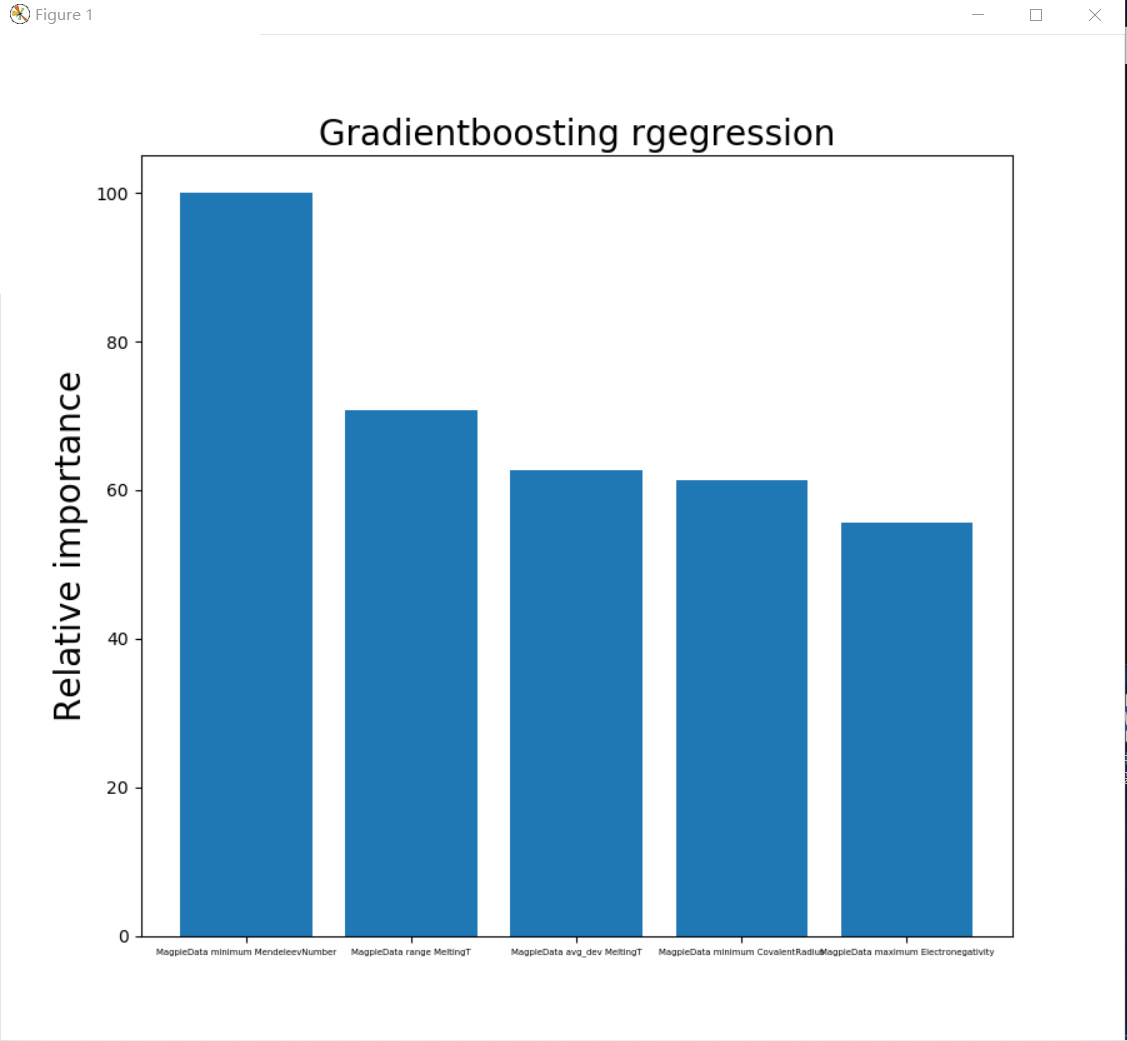 Figure 1
Gradientboosting rgegression
Relative importance
100
80
60
40
20
0
MagpieData minimum MendeleevNumber MagpieData range MeltingT MagpieData avg_dev MeltingT MagpieData minimum CovalentRadius MagpieData maximum Electronegativity